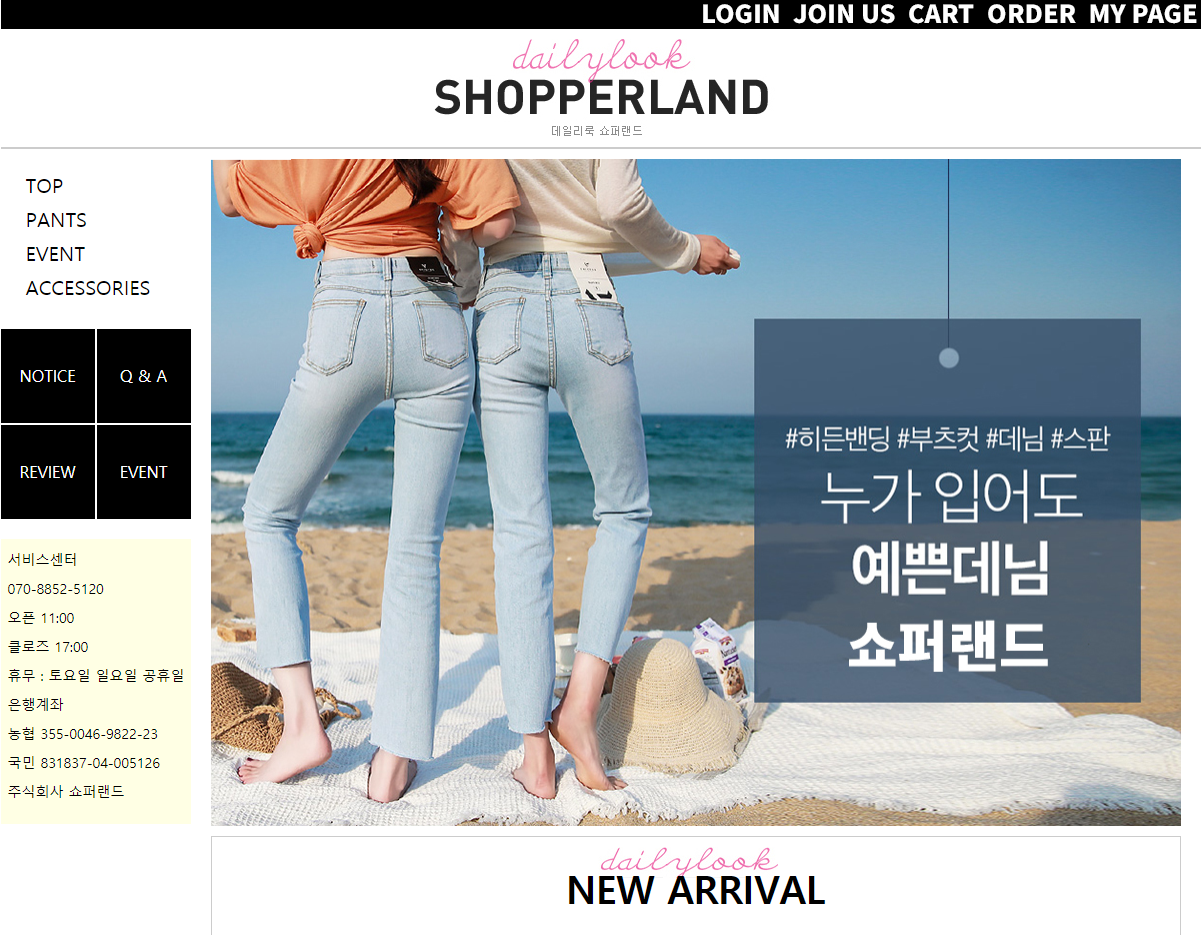 LOGIN JOIN US CART ORDER MY PAGE
dailylook
SHOPPERLAND
데일리룩 쇼퍼랜드
TOP
PANTS
EVENT
ACCESSORIES
NOTICE
Q & A
REVIEW
EVENT
서비스센터
070-8852-5120
오픈 11:00
클로즈 17:00
휴무 : 토요일 일요일 공휴일
은행계좌
농협 355-0046-9822-23
국민 831837-04-005126
주식회사 쇼퍼랜드
#히든밴딩 #부츠컷 #데님 #스판
누가 입어도
예쁜데님
쇼퍼랜드
dailylook
NEW ARRIVAL